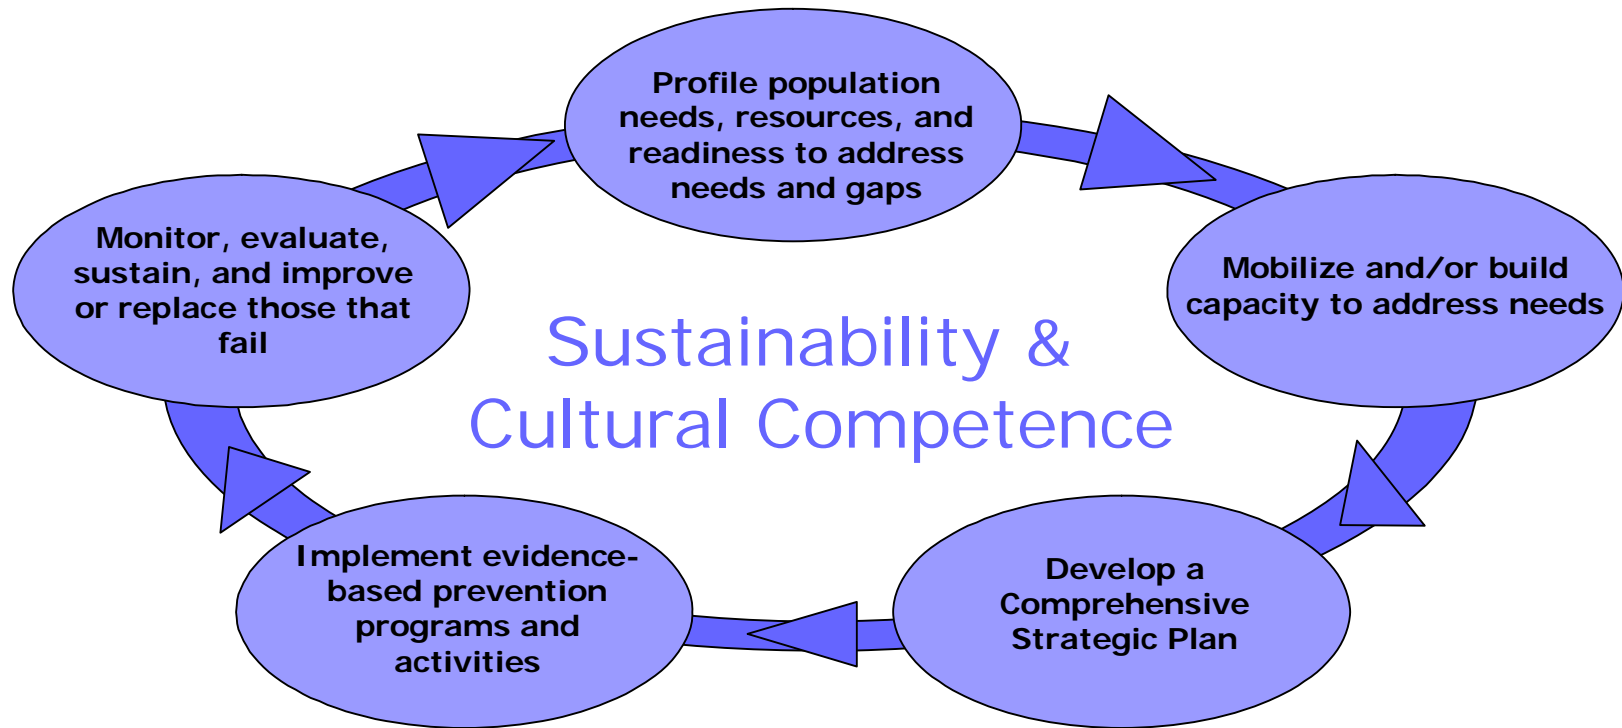 Profile population
needs, resources, and
readiness to address
needs and gaps
Mobilize and/or build
capacity to address needs
Develop a
Comprehensive
Strategic Plan
Implement evidence-
based prevention
programs and
activities
Monitor, evaluate,
sustain, and improve
or replace those that
fail
Sustainability &
Cultural Competence